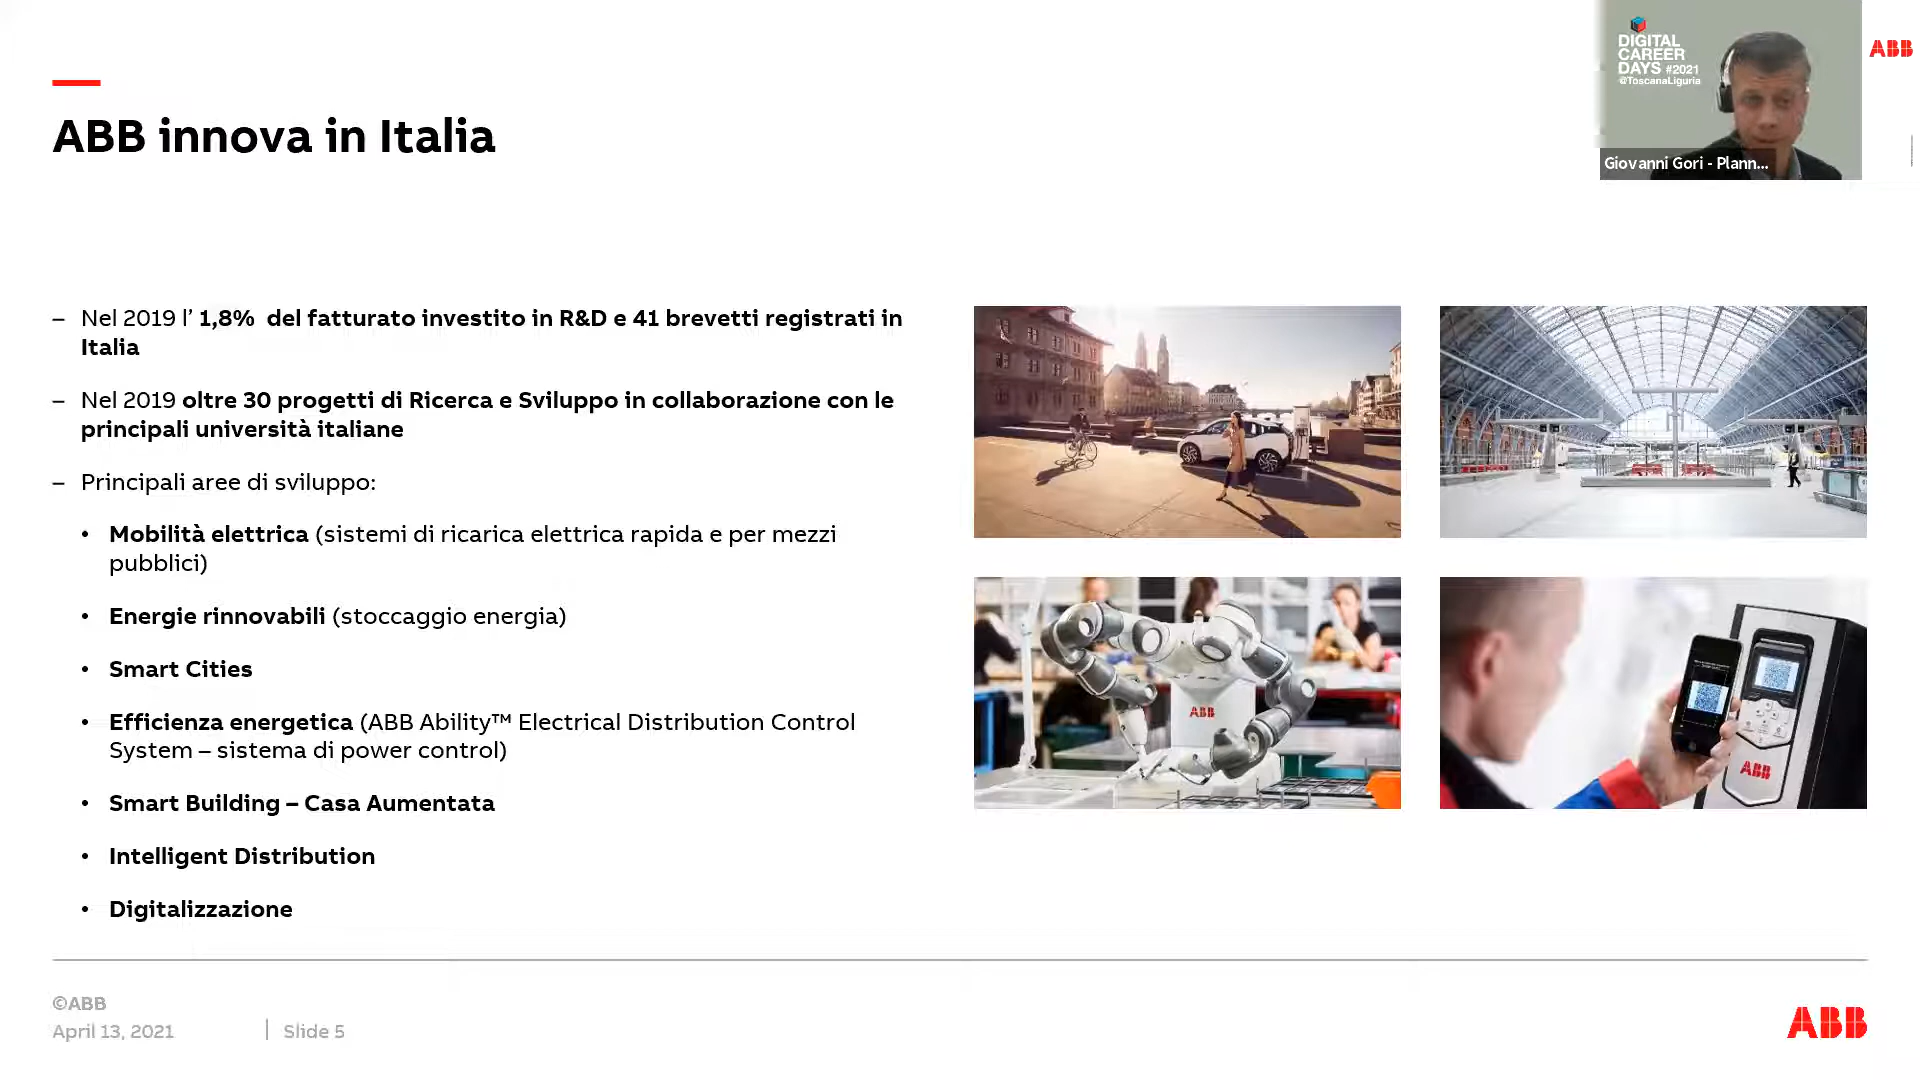 DIGITAL
CAREER
DAYS #2021
@ToscanaLiguria
ABB
Giovanni Gori - Plann...
ABB innova in Italia
– Nel 2019 l’ 1,8% del fatturato investito in R&D e 41 brevetti registrati in
Italia
– Nel 2019 oltre 30 progetti di Ricerca e Sviluppo in collaborazione con le
principali università italiane
– Principali aree di sviluppo:
• Mobilità elettrica (sistemi di ricarica elettrica rapida e per mezzi
pubblici)
• Energie rinnovabili (stoccaggio energia)
• Smart Cities
• Efficienza energetica (ABB Ability™ Electrical Distribution Control
System – sistema di power control)
• Smart Building – Casa Aumentata
• Intelligent Distribution
• Digitalizzazione
ABB
ABB
©ABB
April 13, 2021 | Slide 5
ABB